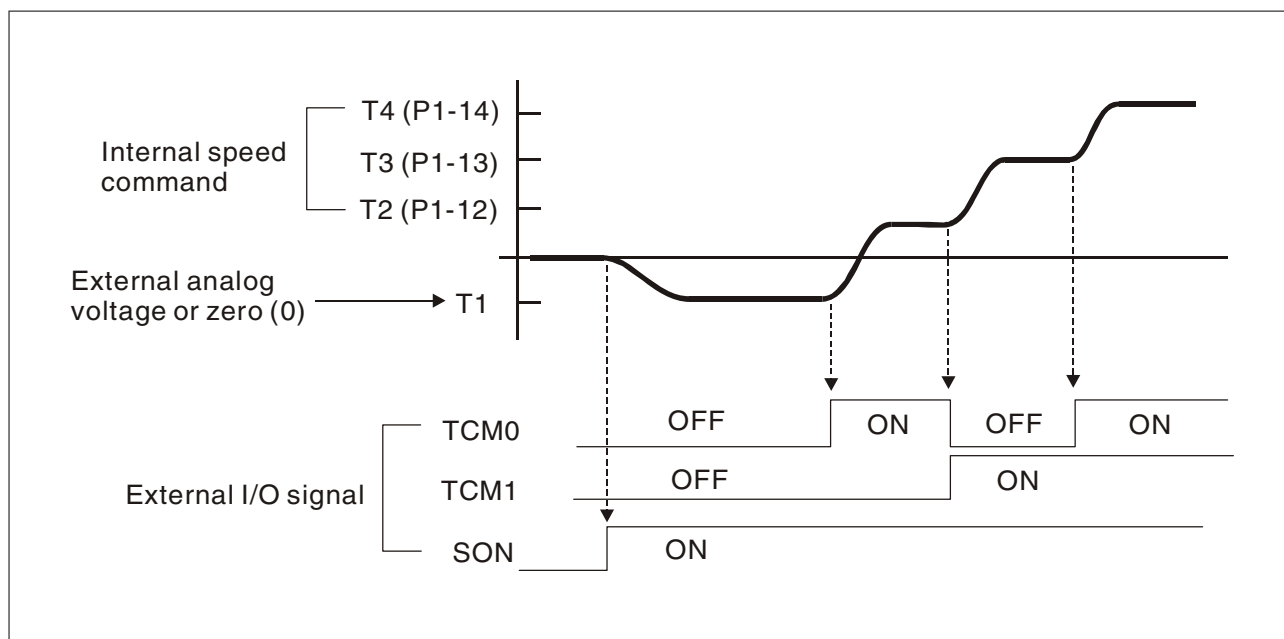 T4 (P1-14)
Internal speed
command
T3 (P1-13)
T2 (P1-12)
External analog
voltage or zero (0)
T1
External I/O signal
TCM0
OFF
ON
OFF
ON
TCM1
OFF
ON
SON
ON